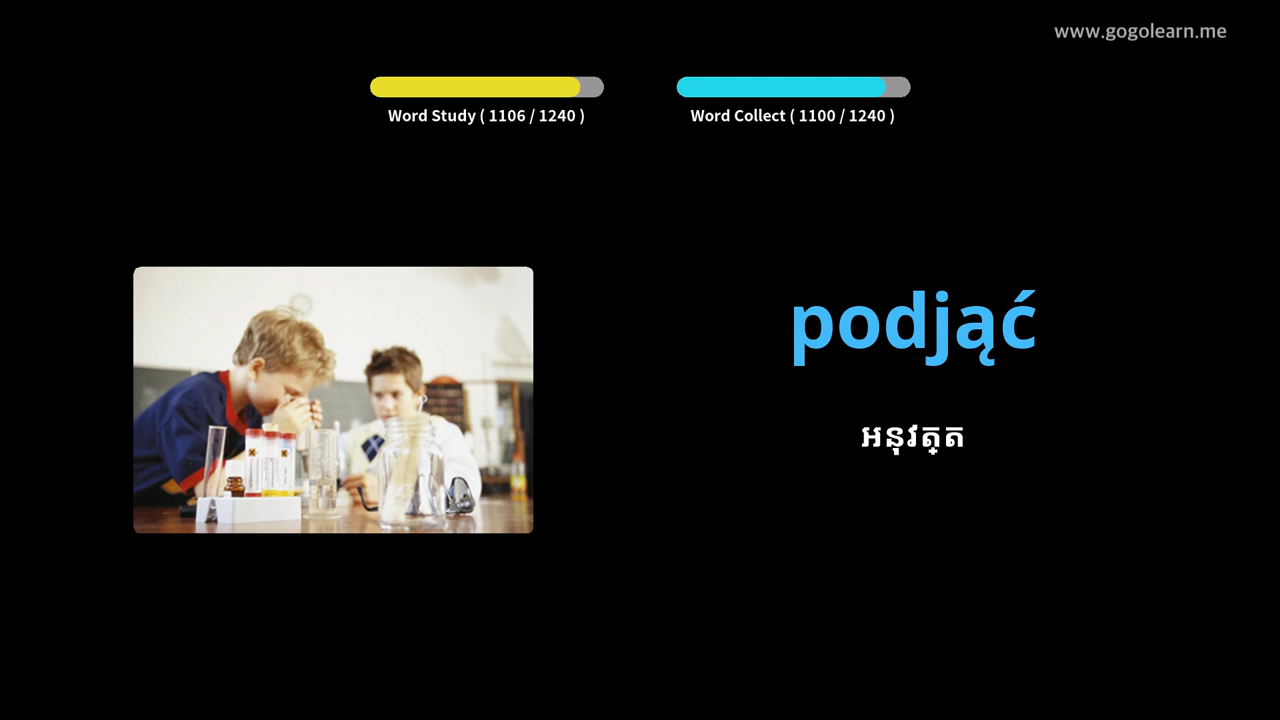 www.gogolearn.me
Word Study ( 1106 / 1240 )
Word Collect ( 1100 / 1240 )
podjąć
អនុវត្ត